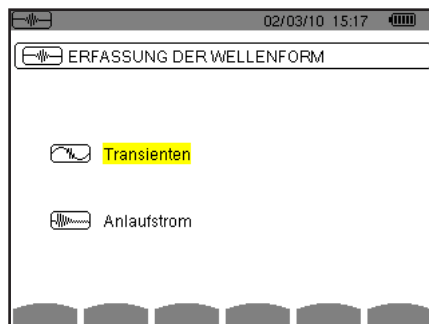 02/03/10 15:17
ERFASSUNG DER WELLENFORM
Transienten
Anlaufstrom